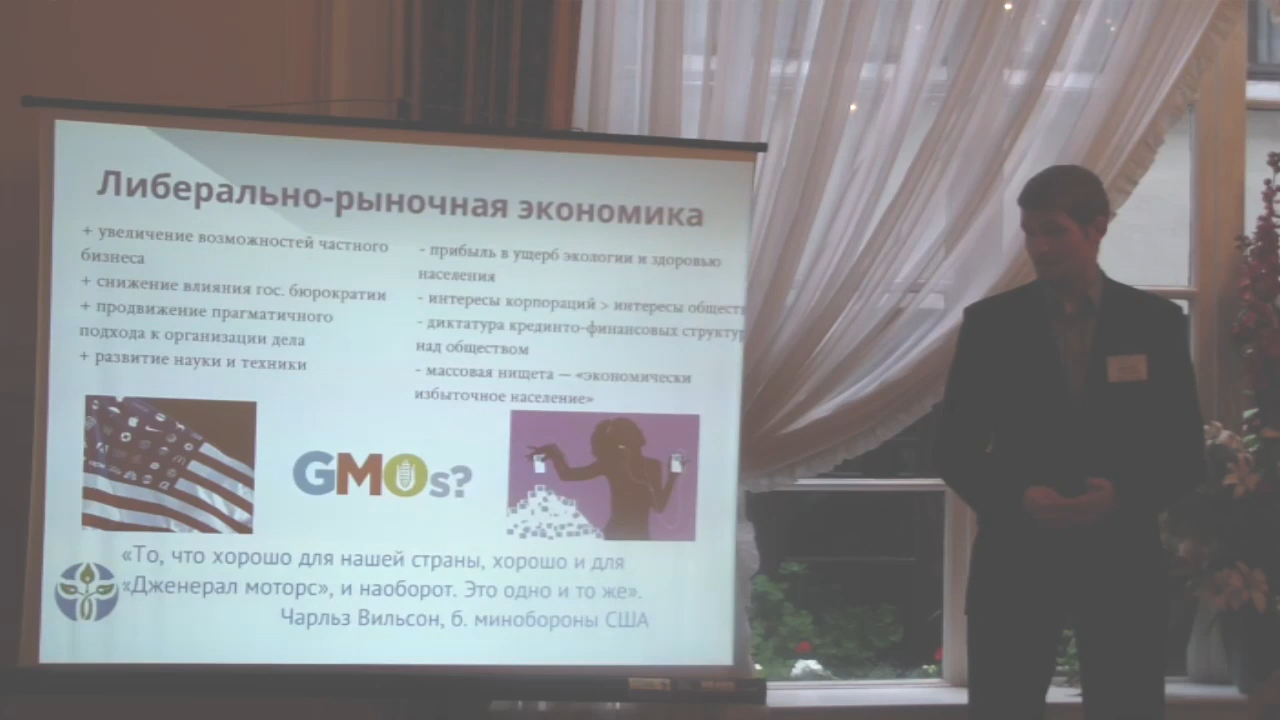 Либерально-рыночная экономика
+ увеличение возможностей частного
бизнеса
+ снижение влияния гос. бюрократии
+ продвижение прагматичного
подхода к организации дела
+ развитие науки и техники
- прибыль в ущерб экологии и здоровью
населения
- интересы корпораций > интересы общест
- диктатура крединто-финансовых структур
над обществом
- массовая нищета — «экономически
избыточное население»
GMOs?
«То, что хорошо для нашей страны, хорошо и для
«Дженерал моторс», и наоборот. Это одно и то же».
Чарльз Вильсон, б. минобороны США